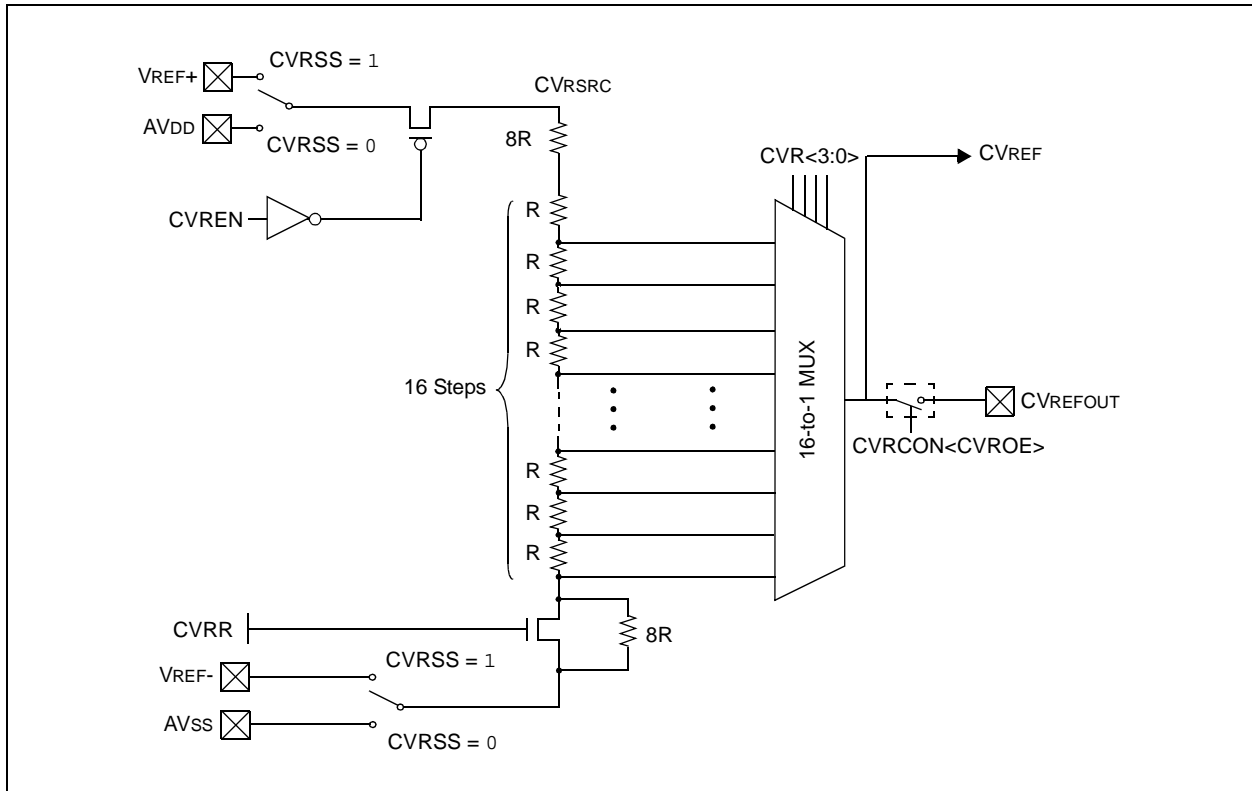 CVRSS = 1
VREF+
CVRSRC
AVDD
8R
CVRSS = 0
CVR<3:0>
CVREF
CVREN
R
R
R
R
16 Steps
16-to-1 MUX
CVREFOUT
CVRCON<CVROE>
R
R
R
CVRR
8R
CVRSS = 1
VREF-
AVSS
CVRSS = 0